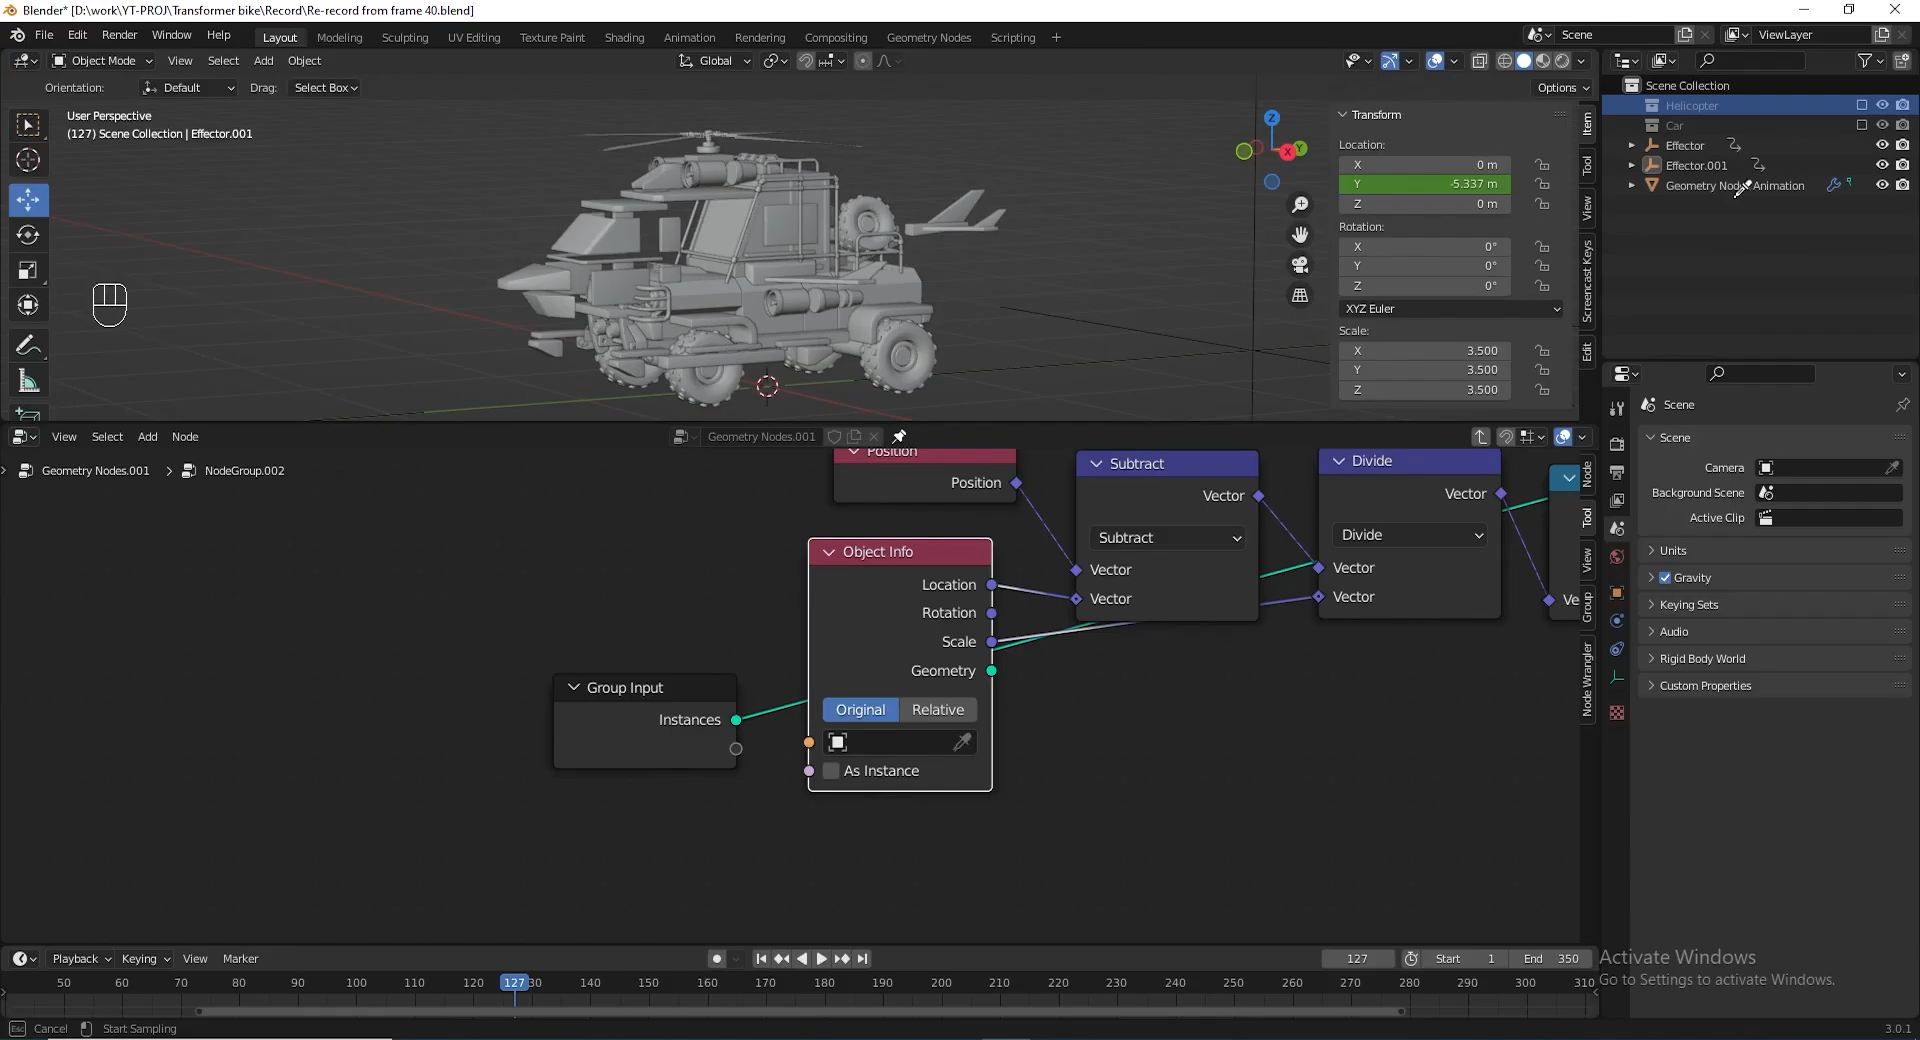 Blender* [D:\work\YT-PROJ\Transformer bike\Record\Re-record from frame 40.blend]
File Edit Render Window Help
Layout Modeling Sculpting UV Editing Texture Paint Shading Animation Rendering Compositing Geometry Nodes Scripting +
Scene
ViewLayer
Object Mode View Select Add Object
Global
Orientation: Default Drag: Select Box
Options
User Perspective
(127) Scene Collection | Effector.001
Z
Y
X
Transform
Location:
X 0 m
Y -5.337 m
Z 0 m
Rotation:
X 0°
Y 0°
Z 0°
XYZ Euler
Scale:
X 3.500
Y 3.500
Z 3.500
Item
Tool
View
Screencast Keys
Edit
Scene Collection
Helicopter
Car
Effector
Effector.001
Geometry Nodes Animation
Scene
Scene
Camera
Background Scene
Active Clip
Units
Gravity
Keying Sets
Audio
Rigid Body World
Custom Properties
View Select Add Node
Geometry Nodes.001
Geometry Nodes.001 > NodeGroup.002
Position
Position
Subtract
Vector
Subtract
Vector
Vector
Divide
Vector
Divide
Vector
Vector
Ve
Object Info
Location
Rotation
Scale
Geometry
Original Relative
As Instance
Group Input
Instances
Node
Tool
View
Group
Node Wrangler
Playback Keying View Marker
127
Start 1
End 350
50 60 70 80 90 100 110 120 127 30 140 150 160 170 180 190 200 210 220 230 240 250 260 270 280 290 300 310
Activate Windows
Go to Settings to activate Windows.
Esc Cancel Start Sampling
3.0.1